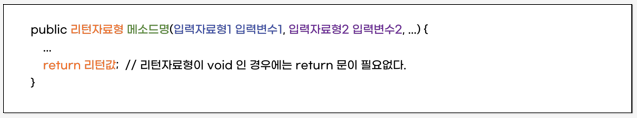 public 리턴자료형 메소드명(입력자료형1 입력변수1, 입력자료형2 입력변수2, ...) {
...
return 리턴값;  // 리턴자료형이 void 인 경우에는 return 문이 필요없다.
}